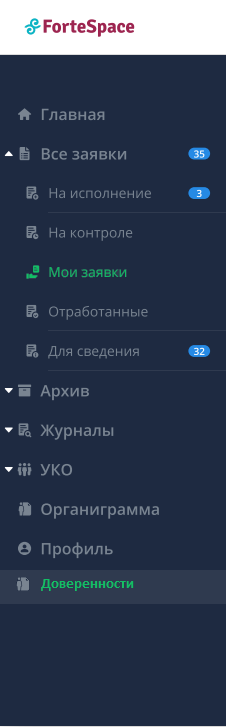 ForteSpace
Главная
Все заявки 35
На исполнение 3
На контроле
Мои заявки
Отработанные
Для сведения 32
Архив
Журналы
УКО
Органиграмма
Профиль
Доверенности